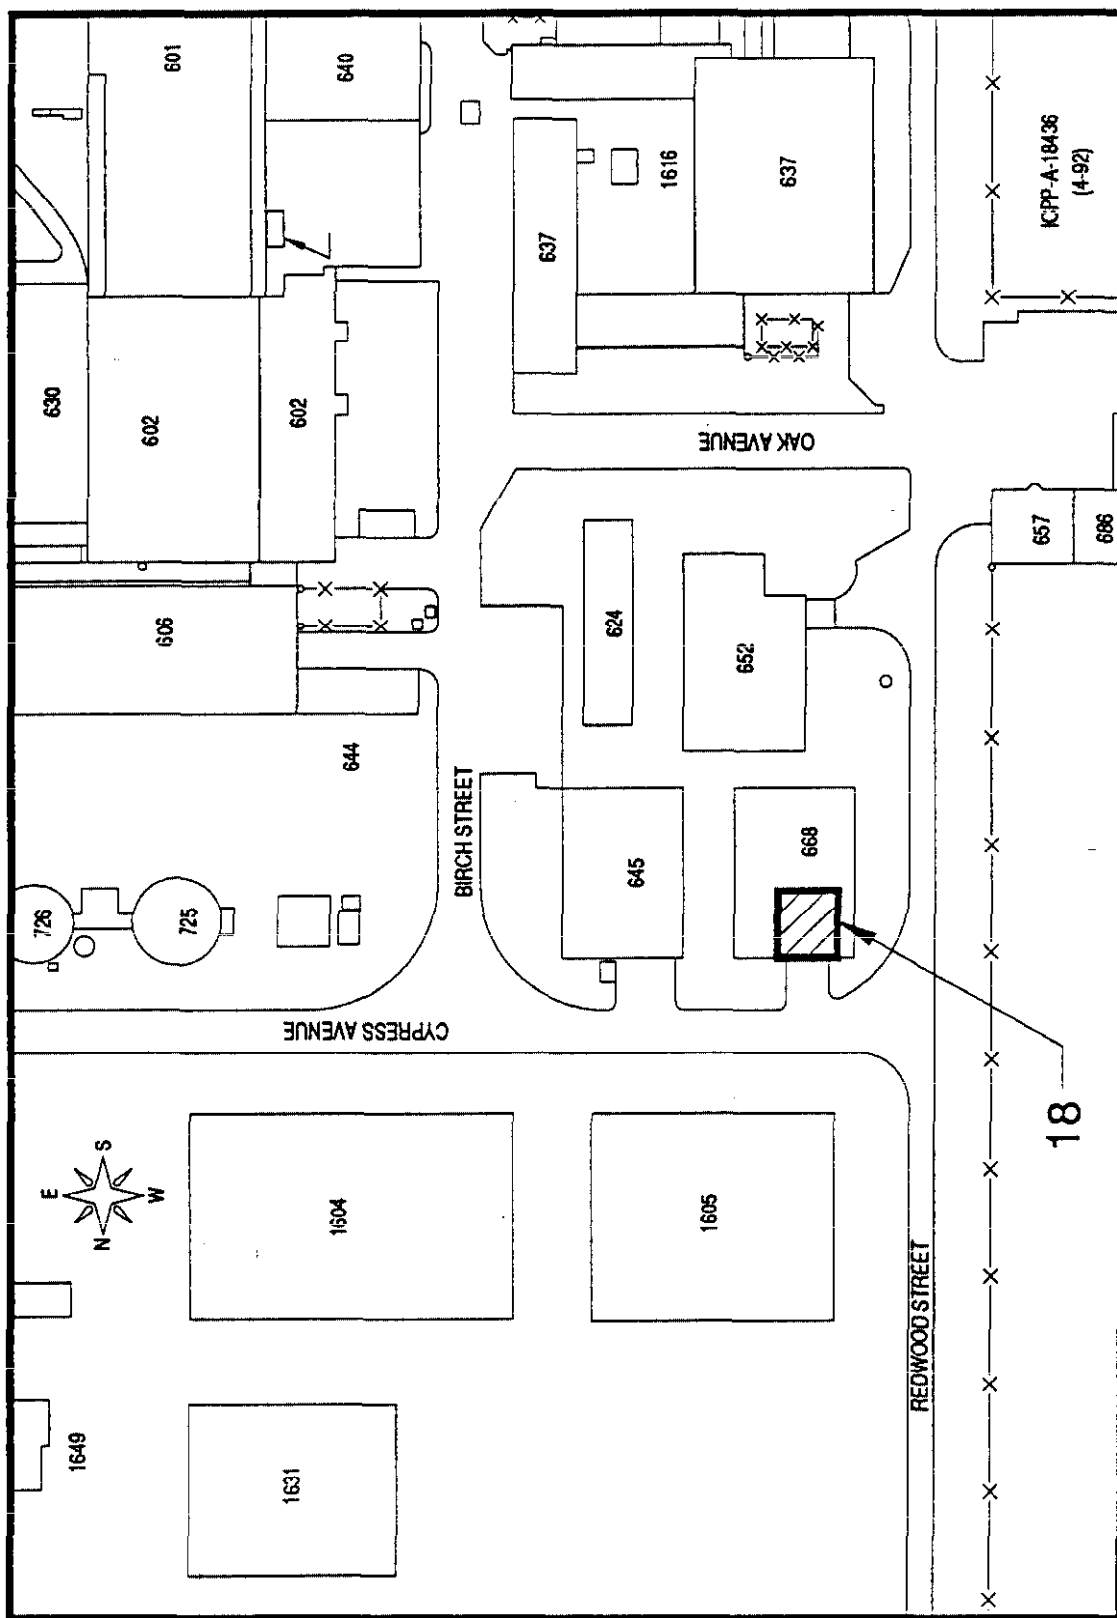 601
640
630
602
602
606
644
726
725
BIRCH STREET
CYPRESS AVENUE
637
1616
637
ICPP-A-18436
(4-92)
OAK AVENUE
624
652
657
686
645
668
18
E
S
N
W
1604
1605
1649
1631
REDWOOD STREET